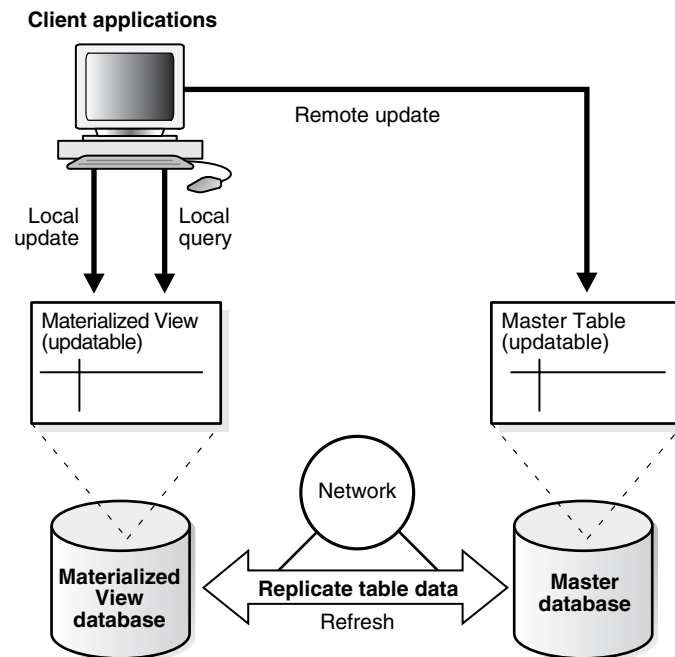 Client applications
Remote update
Local
update
Local
query
Materialized View
(updatable)
Master Table
(updatable)
Network
Materialized
View
database
Replicate table data
Refresh
Master
database